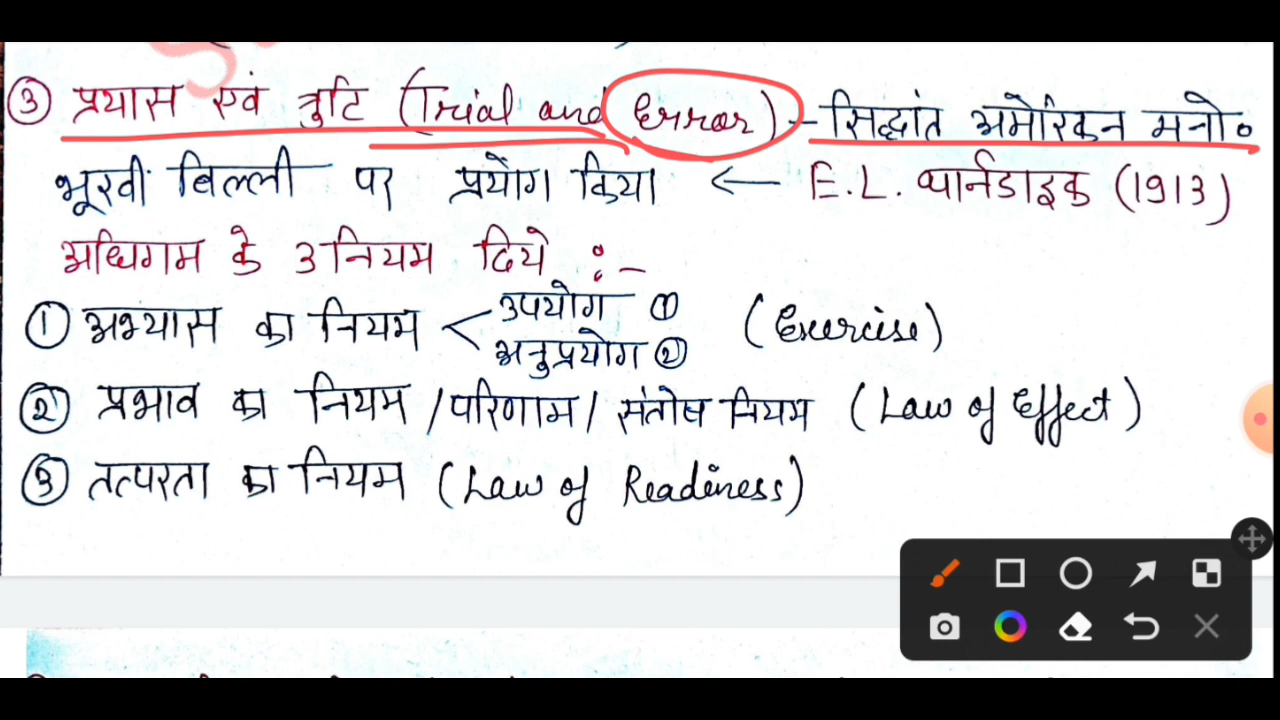 ③ प्रयास एवं त्रुटि (Trial and Error) - सिद्धांत अमेरिकन मनो०
भूखी बिल्ली पर प्रयोग किया ← E.L. थार्नडाइक (1913)
अधिगम के 3 नियम दिये :-
① अभ्यास का नियम < उपयोग ① (Exercise)
अनुप्रयोग ②
② प्रभाव का नियम / परिणाम / संतोष नियम (Law of Effect)
③ तत्परता का नियम (Law of Readiness)